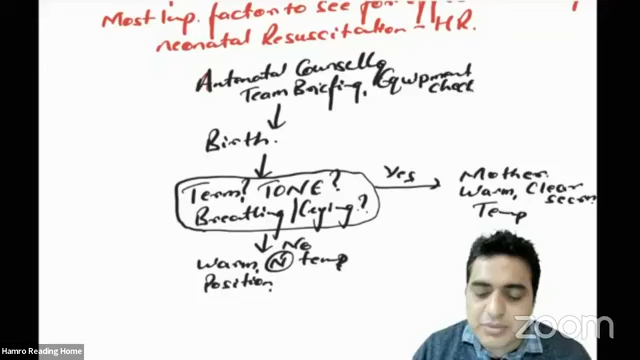 Most Imp. factor to see for
neonatal Resuscitation - HR.
Antenatal Counselling
Team Briefing, Equipment
check
Birth.
Term? TONE?
Breathing/Crying?
Yes
Mother
Warm, Clear
Temp
No
Warm, N temp
Position
zoom
Hamro Reading Home